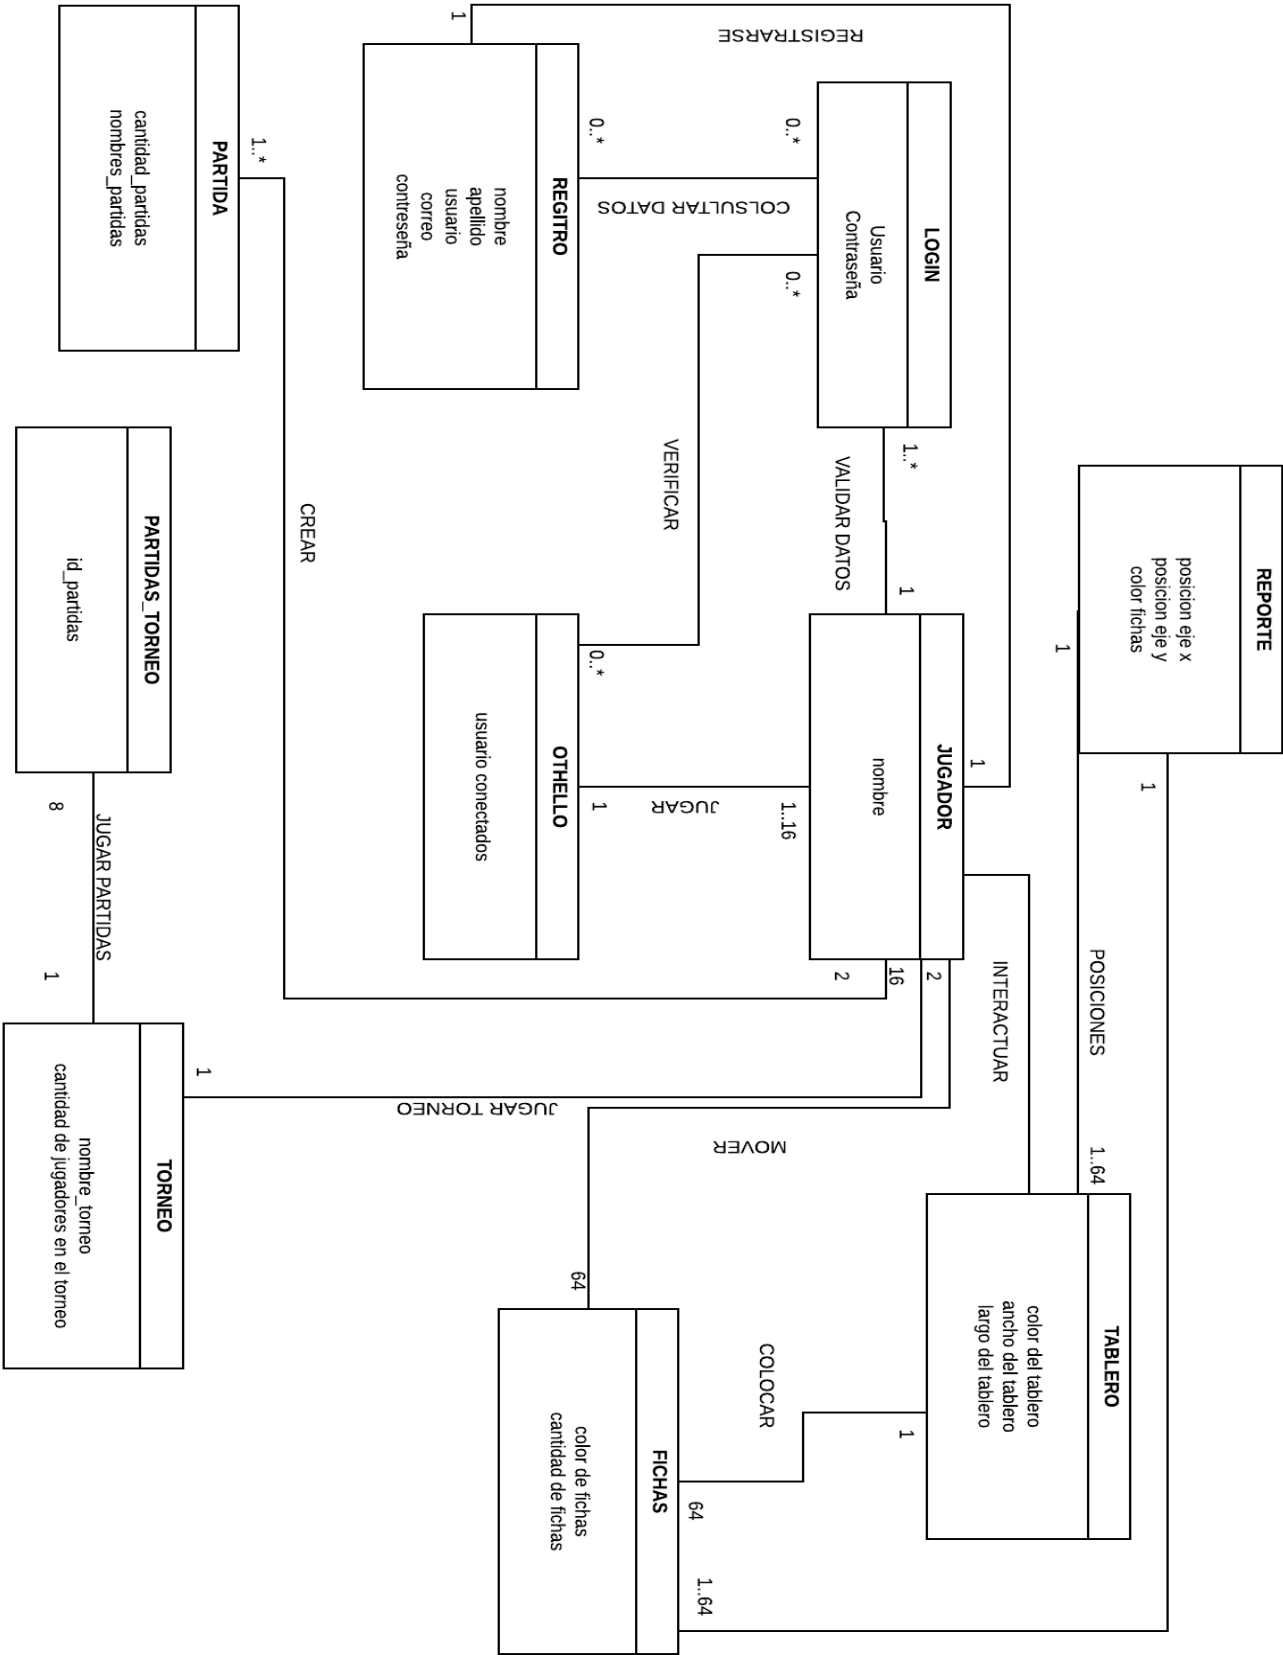 REPORTE
posicion eje x
posicion eje y
color fichas
1
1
POSICIONES
1..64
TABLERO
color del tablero
ancho del tablero
largo del tablero
1
INTERACTUAR
REGISTRARSE
1
1
LOGIN
Usuario
Contraseña
0..*
0..*
1..*
VALIDAR DATOS
1
JUGADOR
nombre
1..16
2
16
2
COLSULTAR DATOS
VERIFICAR
JUGAR
MOVER
COLOCAR
REGITRO
nombre
apellido
usuario
correo
contreseña
0..*
0..*
1
OTHELLO
usuario conectados
64
FICHAS
color de fichas
cantidad de fichas
64
1..64
CREAR
1..*
PARTIDA
cantidad_partidas
nombres_partidas
JUGAR TORNEO
1
PARTIDAS_TORNEO
id_partidas
8
JUGAR PARTIDAS
1
TORNEO
nombre_torneo
cantidad de jugadores en el torneo